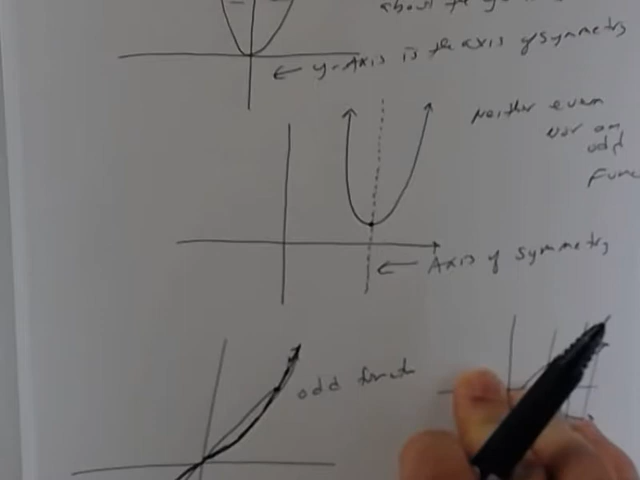 about the y
← y-Axis is the axis of symmetry
Neither even
nor an
odd
Func
← Axis of symmetry
odd funct